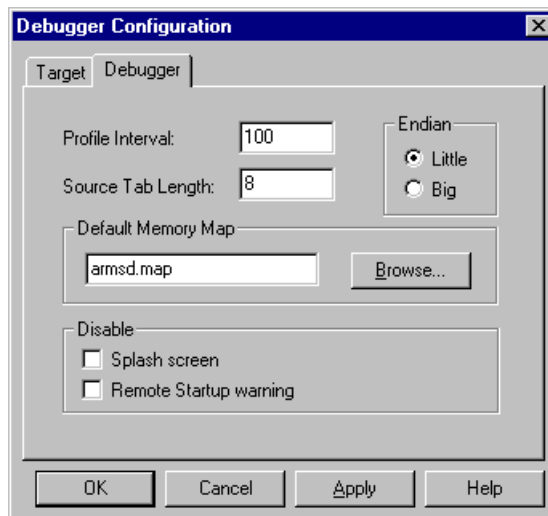 Debugger Configuration
Target Debugger
Profile Interval: 100
Source Tab Length: 8
Endian
Little
Big
Default Memory Map
armsd.map Browse...
Disable
Splash screen
Remote Startup warning
OK Cancel Apply Help